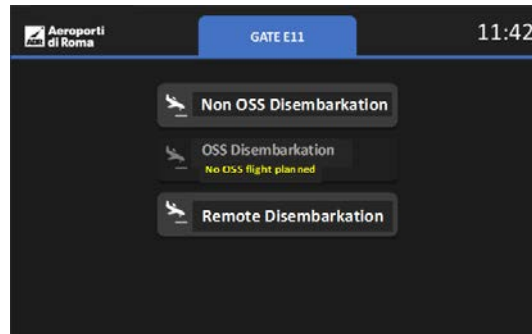 Aeroporti
di Roma
GATE E11
11:42
Non OSS Disembarkation
OSS Disembarkation
No OSS flight planned
Remote Disembarkation